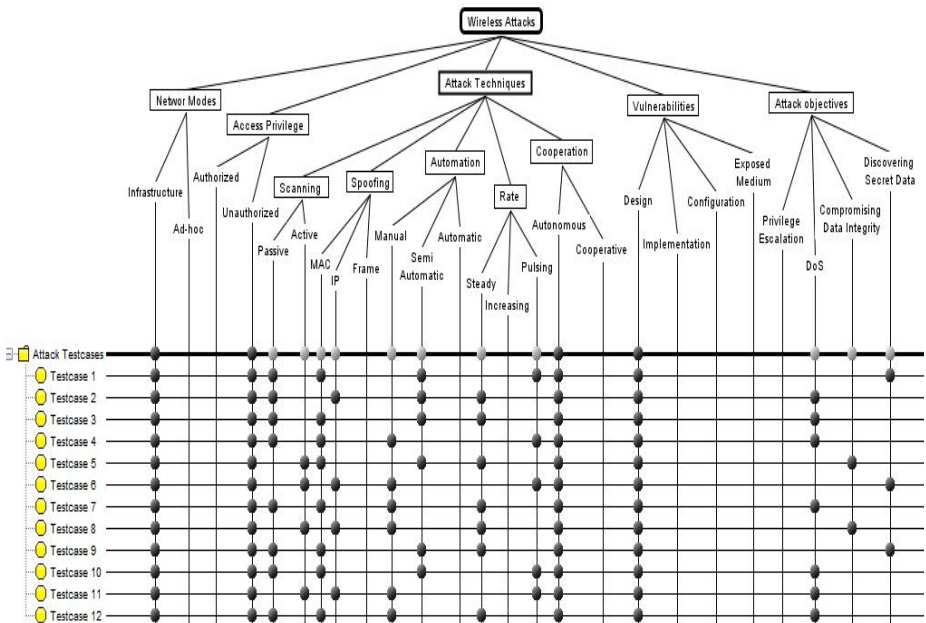 Wireless Attacks
Networ Modes
Access Privilege
Attack Techniques
Vulnerabilities
Attack objectives
Infrastructure
Ad-hoc
Authorized
Unauthorized
Scanning
Spoofing
Automation
Rate
Cooperation
Passive
Active
MAC
IP
Frame
Manual
Semi
Automatic
Automatic
Steady
Increasing
Pulsing
Autonomous
Cooperative
Design
Implementation
Configuration
Exposed
Medium
Privilege
Escalation
DoS
Compromising
Data Integrity
Discovering
Secret Data
Attack Testcases
Testcase 1
Testcase 2
Testcase 3
Testcase 4
Testcase 5
Testcase 6
Testcase 7
Testcase 8
Testcase 9
Testcase 10
Testcase 11
Testcase 12